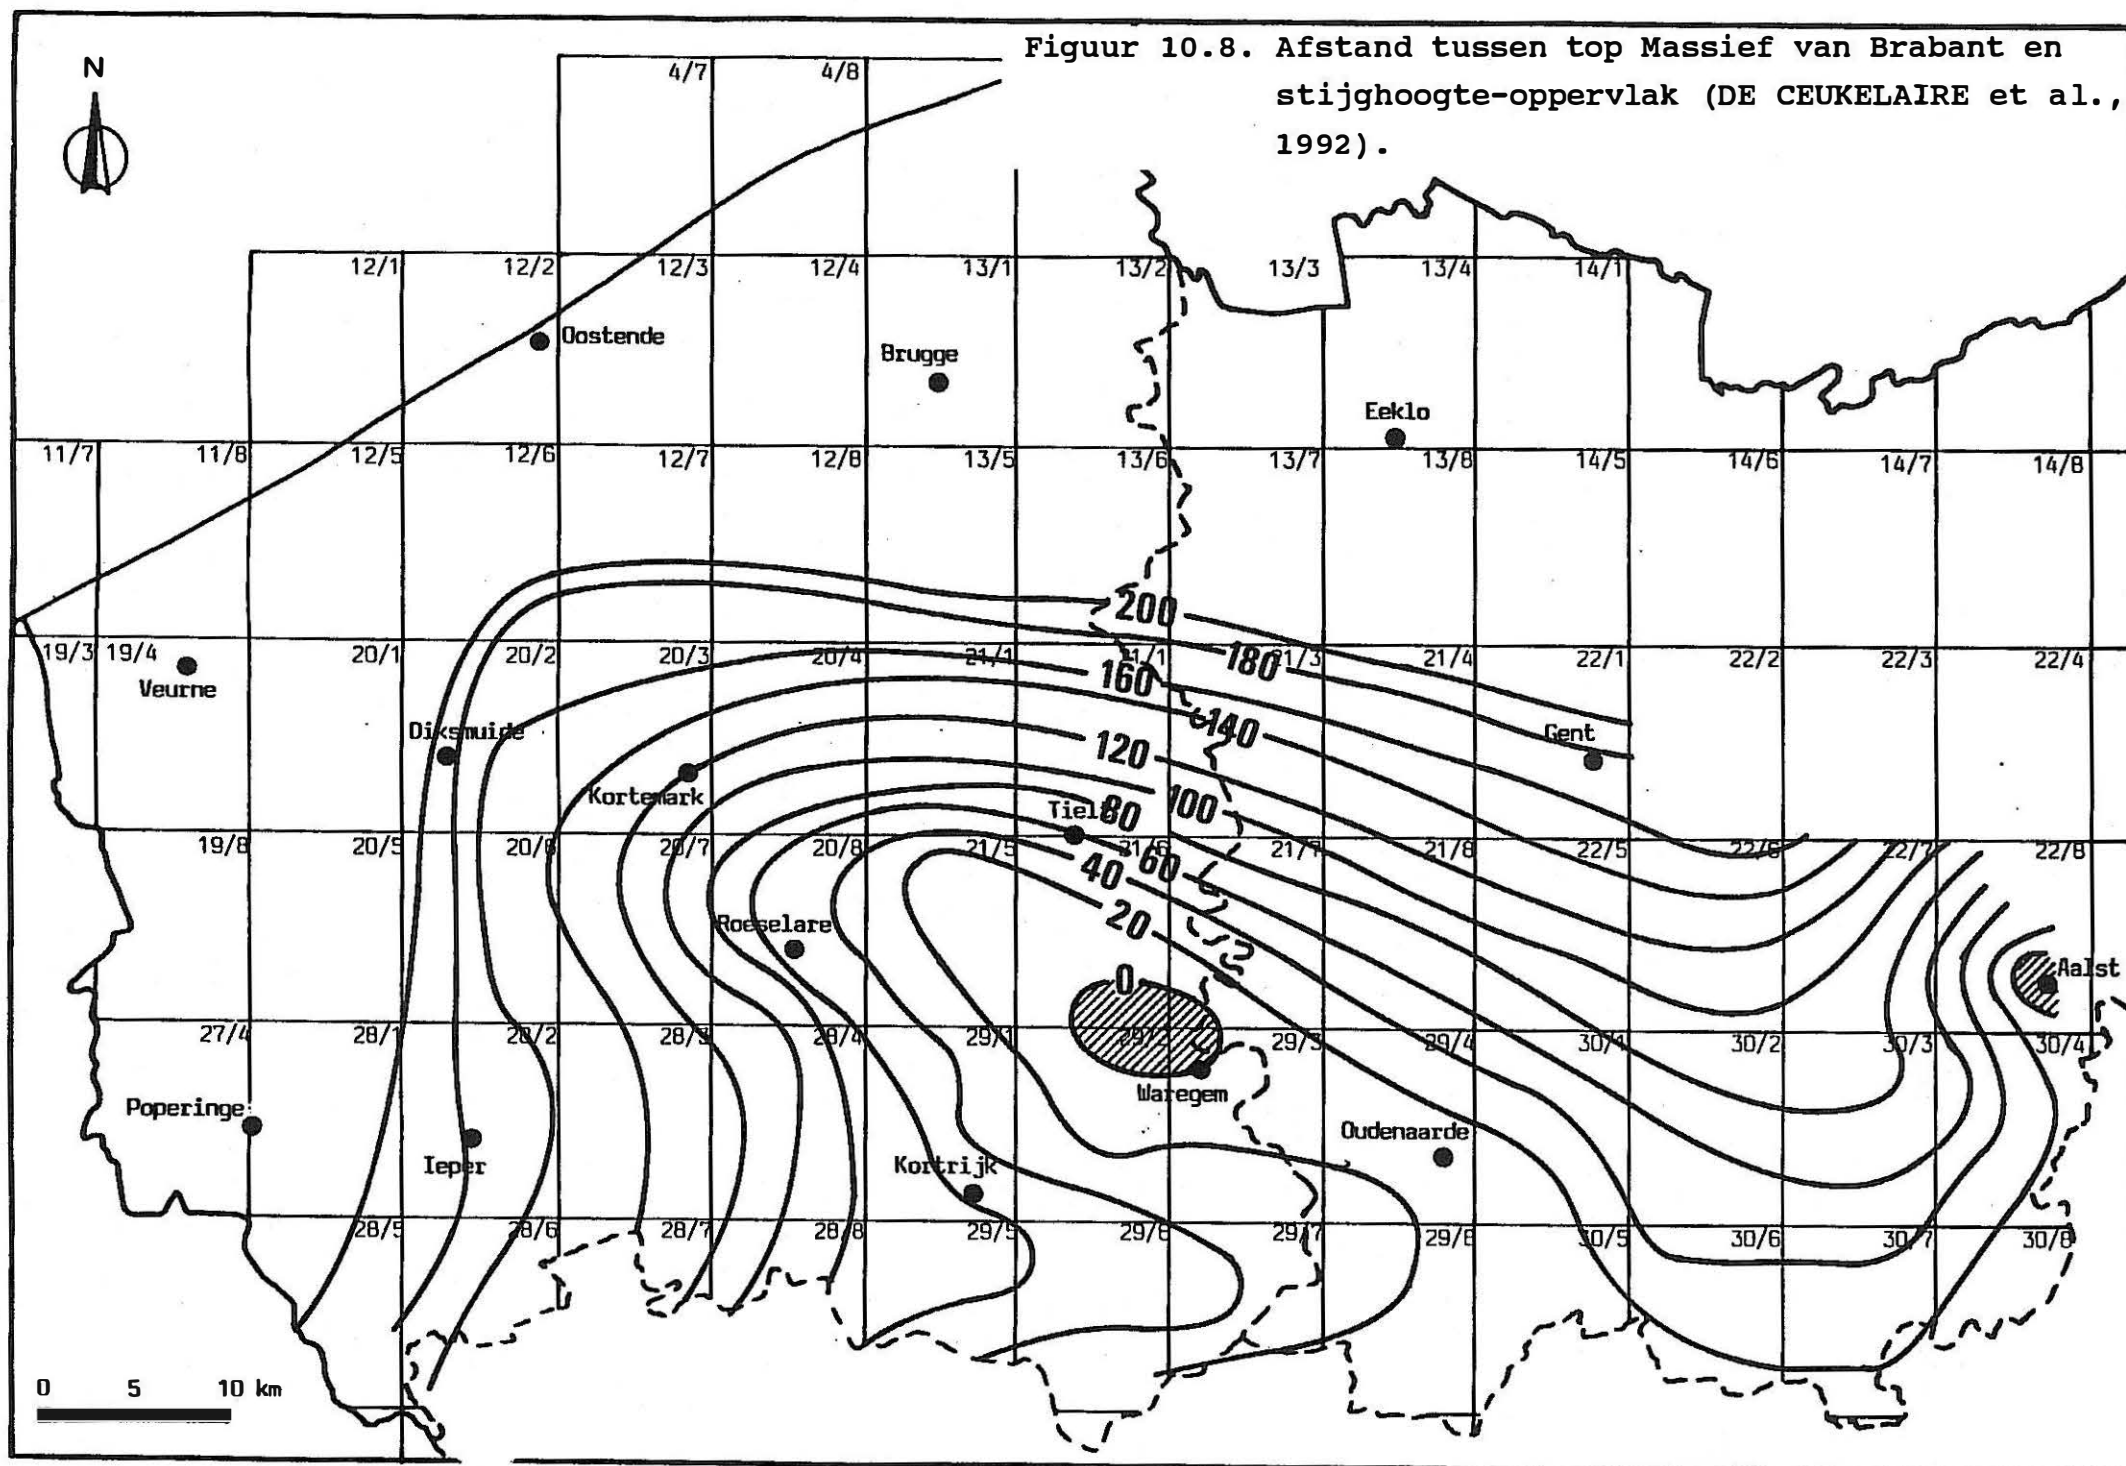 Figuur 10.8. Afstand tussen top Massief van Brabant en
stijghoogte-oppervlak (DE CEUKELAIRE et al.,
1992).
N
4/7 4/8
12/1 12/2 12/3 12/4 13/1 13/2 13/3 13/4 14/1
Oostende
Brugge
Eeklo
11/7 11/8 12/5 12/6 12/7 12/8 13/5 13/6 13/7 13/8 14/5 14/6 14/7 14/8
200
19/3 19/4 20/1 20/2 20/3 20/4 21/1 21/1 180 21/3 21/4 22/1 22/2 22/3 22/4
160
Veurne
Diksmuide
140
Gent
120
Kortemark
100
Tielt 80
19/8 20/5 20/6 20/7 20/8 21/5 21/6 21/7 21/8 22/5 22/6 22/7 22/8
60
40
20
Roeselare
0
Aalst
27/4 28/1 28/2 28/3 28/4 29/1 29/2 29/3 29/4 30/1 30/2 30/3 30/4
Waregem
Poperinge
Oudenaarde
Ieper
Kortrijk
28/5 28/6 28/7 28/8 29/5 29/6 29/7 29/8 30/5 30/6 30/7 30/8
0 5 10 km